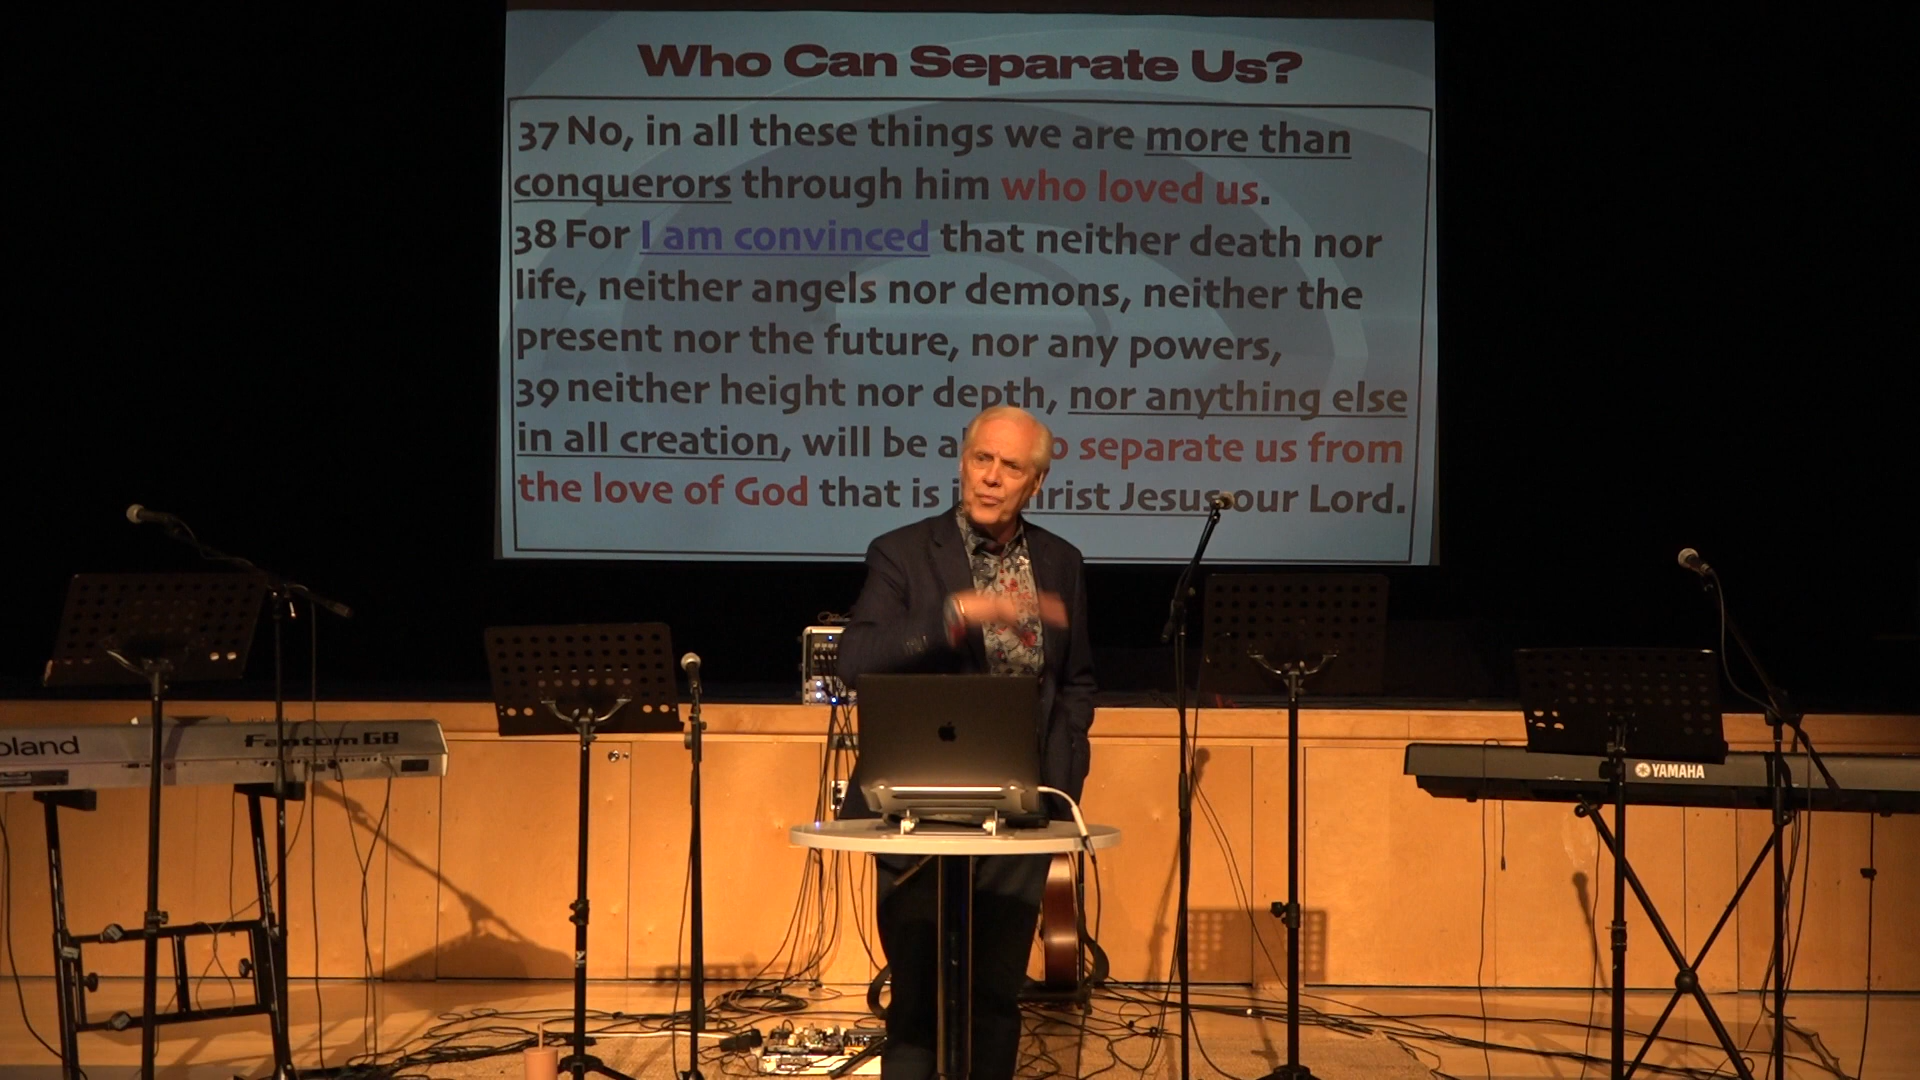 Who Can Separate Us?
37 No, in all these things we are more than
conquerors through him who loved us.
38 For I am convinced that neither death nor
life, neither angels nor demons, neither the
present nor the future, nor any powers,
39 neither height nor depth, nor anything else
in all creation, will be a o separate us from
the love of God that is i hrist Jesus our Lord.
oland
Fantom G8
YAMAHA